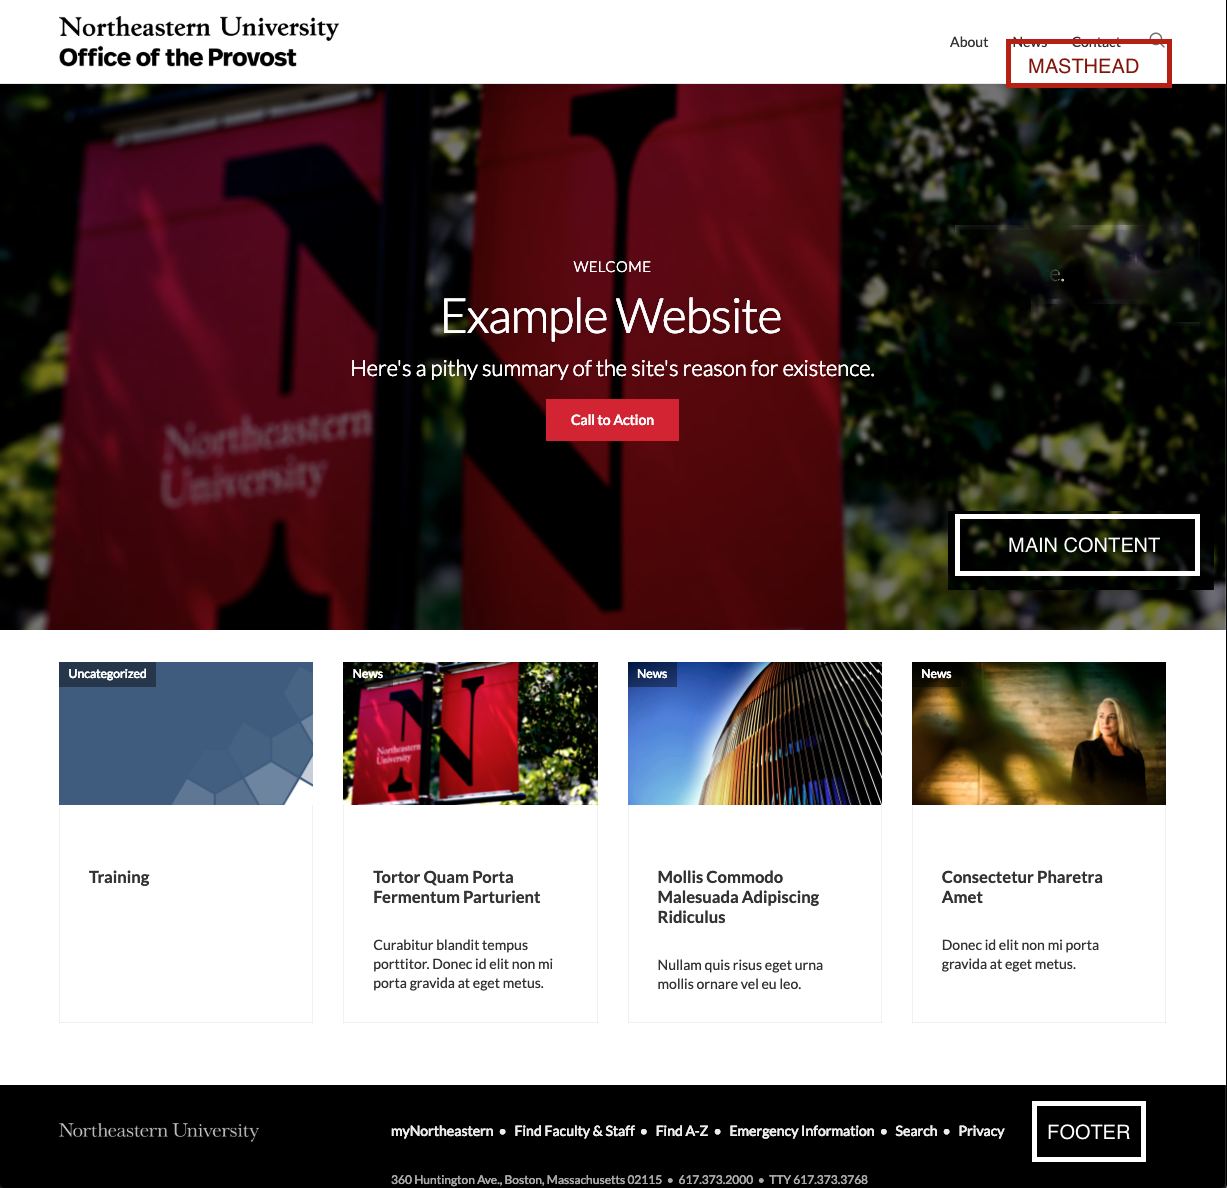 Northeastern University
Office of the Provost
About News Contact
MASTHEAD
WELCOME
Example Website
Here's a pithy summary of the site's reason for existence.
Call to Action
Northeastern
University
e.
MAIN CONTENT
Uncategorized
Training
News
Northeastern
University
Tortor Quam Porta
Fermentum Parturient
Curabitur blandit tempus
porttitor. Donec id elit non mi
porta gravida at eget metus.
News
Mollis Commodo
Malesuada Adipiscing
Ridiculus
Nullam quis risus eget urna
mollis ornare vel eu leo.
News
Consectetur Pharetra
Amet
Donec id elit non mi porta
gravida at eget metus.
Northeastern University
myNortheastern • Find Faculty & Staff • Find A-Z • Emergency Information • Search • Privacy
FOOTER
360 Huntington Ave., Boston, Massachusetts 02115 • 617.373.2000 • TTY 617.373.3768